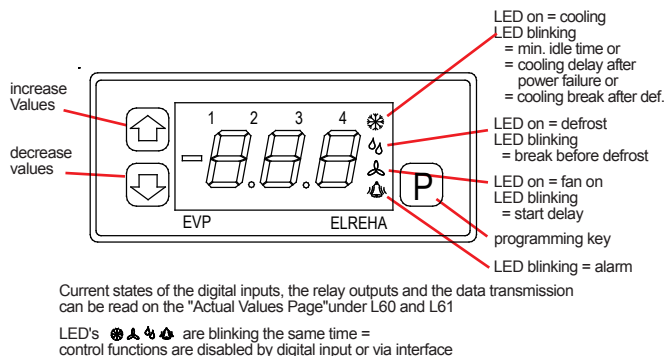 LED on = cooling
LED blinking
= min. idle time or
= cooling delay after
power failure or
= cooling break after def.
increase
Values
1 2 3 4
LED on = defrost
LED blinking
= break before defrost
decrease
values
LED on = fan on
LED blinking
= start delay
P
EVP ELREHA
programming key
LED blinking = alarm
Current states of the digital inputs, the relay outputs and the data transmission
can be read on the "Actual Values Page"under L60 and L61
LED's are blinking the same time =
control functions are disabled by digital input or via interface